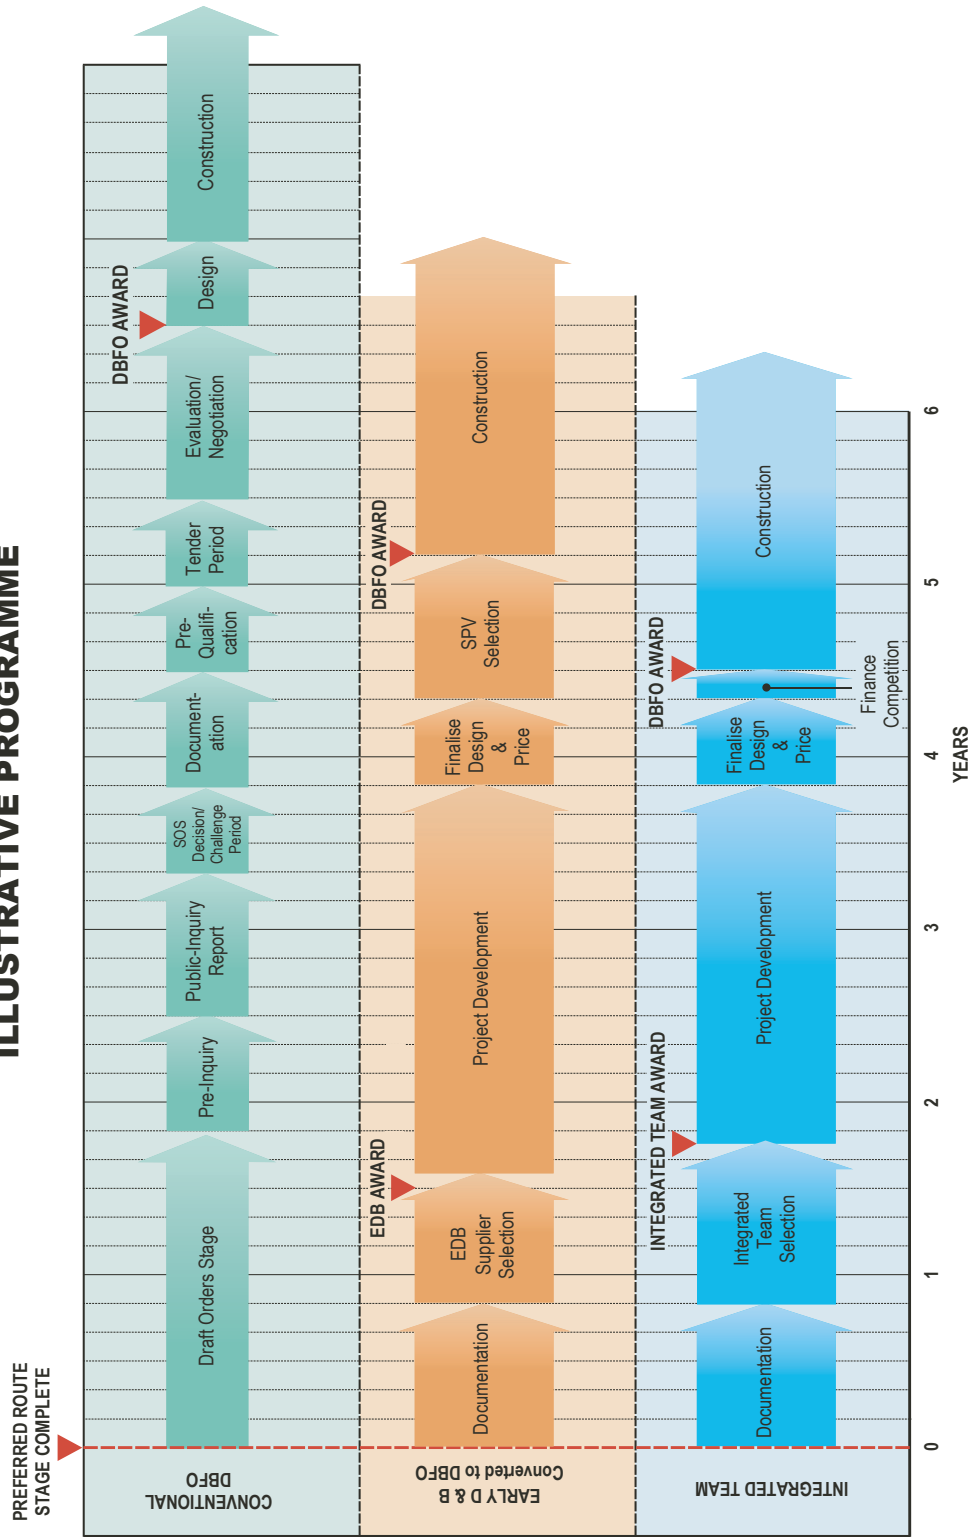 ILLUSTRATIVE PROGRAMME
PREFERRED ROUTE
STAGE COMPLETE
CONVENTIONAL
DBFO
Draft Orders Stage
Pre-Inquiry
Public-Inquiry
Report
SOS
Decision/
Challenge
Period
Document-
ation
Pre-
Qualifi-
cation
Tender
Period
Evaluation/
Negotiation
DBFO AWARD
Design
Construction
EARLY D & B
Converted to DBFO
Documentation
EDB
Supplier
Selection
EDB AWARD
Project Development
Finalise
Design
&
Price
SPV
Selection
DBFO AWARD
Construction
INTEGRATED TEAM
Documentation
Integrated
Team
Selection
INTEGRATED TEAM AWARD
Project Development
Finalise
Design
&
Price
Finance
Competition
DBFO AWARD
Construction
0
1
2
3
4
5
6
YEARS